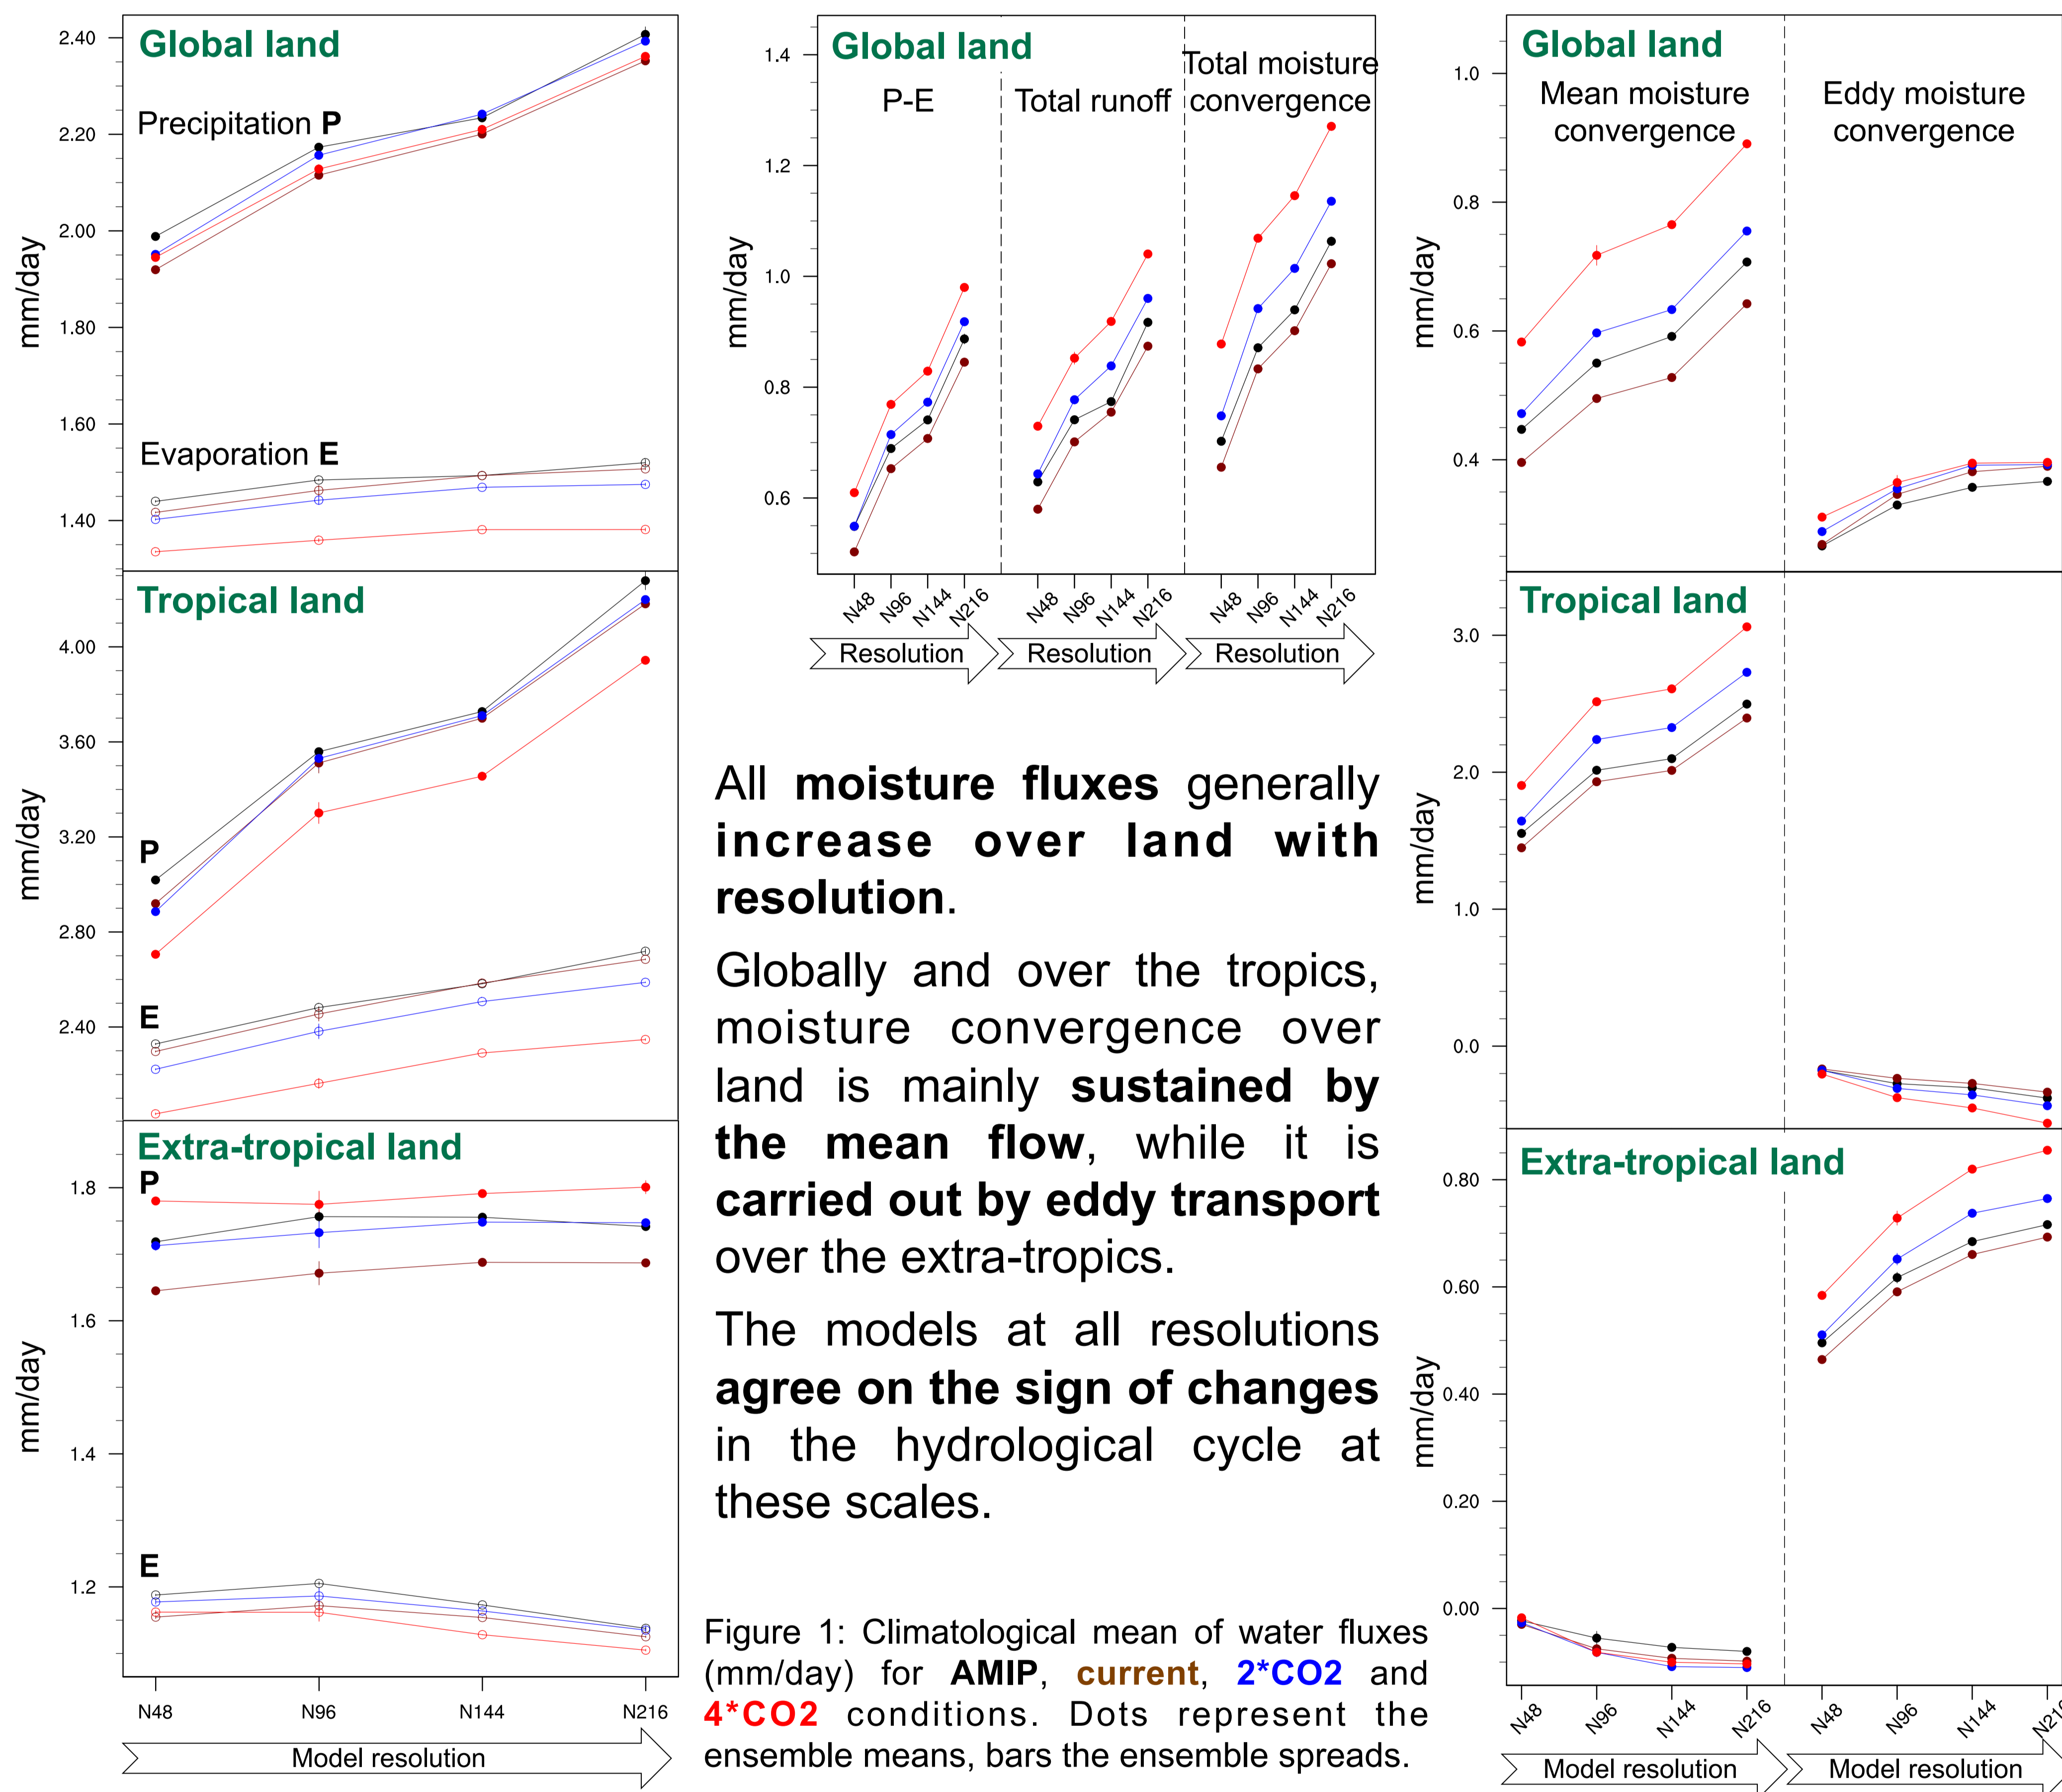 Global land
Precipitation P
Evaporation E
mm/day
2.40
2.20
2.00
1.80
1.60
1.40
Tropical land
P
E
mm/day
4.00
3.60
3.20
2.80
2.40
Extra-tropical land
P
E
mm/day
1.8
1.6
1.4
1.2
N48 N96 N144 N216
Model resolution
Global land
P-E
Total runoff
Total moisture
convergence
mm/day
1.4
1.2
1.0
0.8
0.6
N48 N96 N144 N216 N48 N96 N144 N216 N48 N96 N144 N216
Resolution Resolution Resolution
All moisture fluxes generally
increase over land with
resolution.
Globally and over the tropics,
moisture convergence over
land is mainly sustained by
the mean flow, while it is
carried out by eddy transport
over the extra-tropics.
The models at all resolutions
agree on the sign of changes
in the hydrological cycle at
these scales.
Figure 1: Climatological mean of water fluxes
(mm/day) for AMIP, current, 2*CO2 and
4*CO2 conditions. Dots represent the
ensemble means, bars the ensemble spreads.
Global land
Mean moisture
convergence
Eddy moisture
convergence
mm/day
1.0
0.8
0.6
0.4
Tropical land
mm/day
3.0
2.0
1.0
0.0
Extra-tropical land
mm/day
0.80
0.60
0.40
0.20
0.00
N48 N96 N144 N216 N48 N96 N144
Model resolution Model resolution